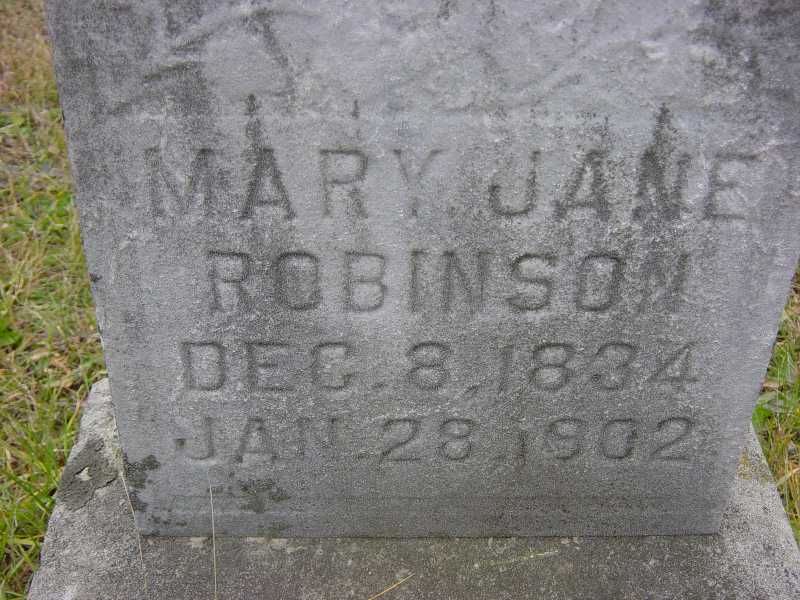 MARY JANE
ROBINSON
DEC. 8, 1834
JAN. 28, 1902